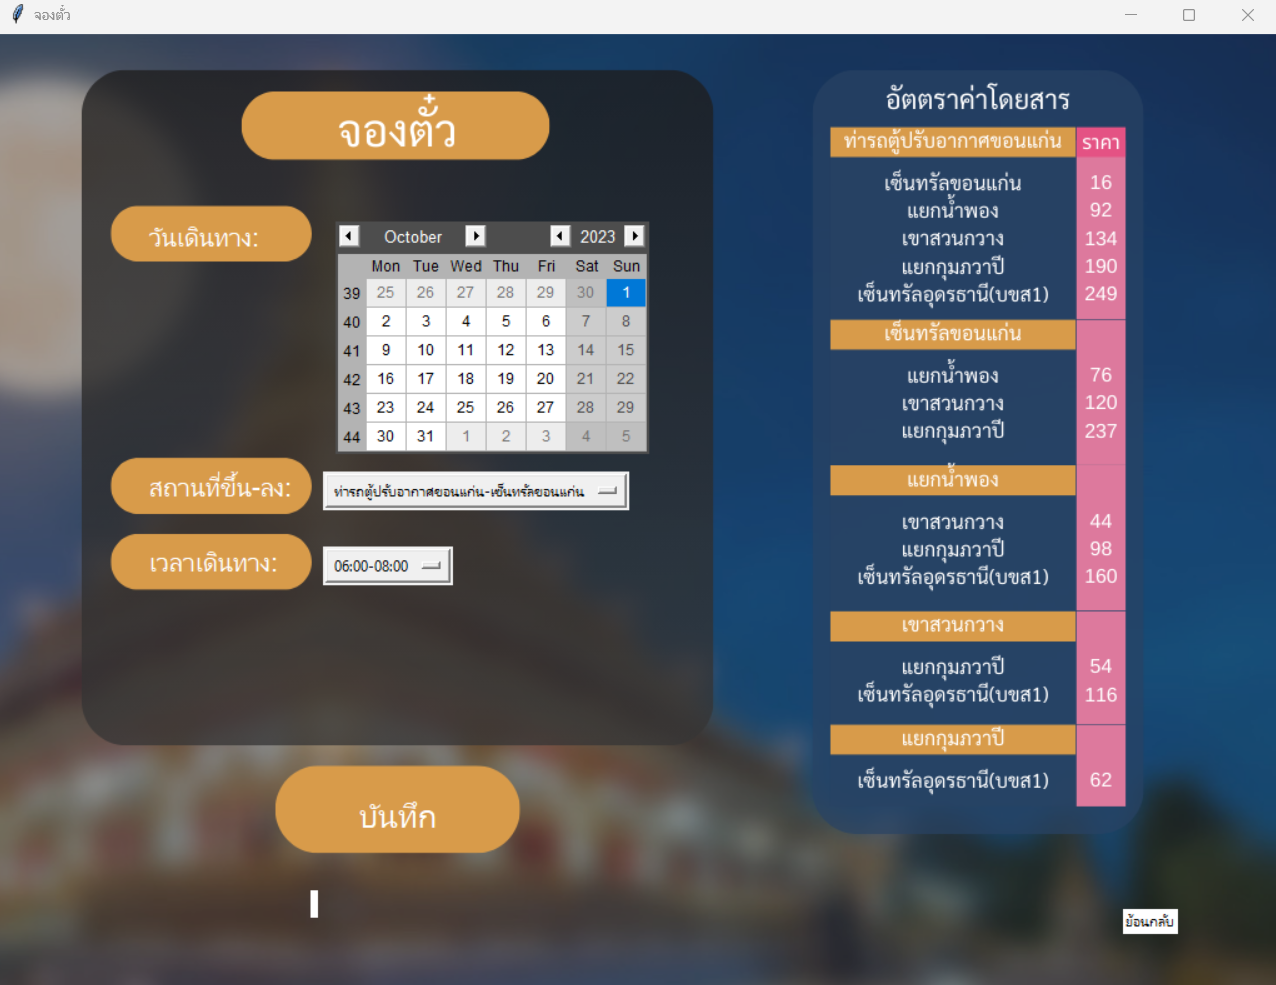 จองตั๋ว
จองตั๋ว
วันเดินทาง:
October 2023
Mon Tue Wed Thu Fri Sat Sun
39 25 26 27 28 29 30 1
40 2 3 4 5 6 7 8
41 9 10 11 12 13 14 15
42 16 17 18 19 20 21 22
43 23 24 25 26 27 28 29
44 30 31 1 2 3 4 5
สถานที่ขึ้น-ลง: ท่ารถตู้ปรับอากาศขอนแก่น-เซ็นทรัลขอนแก่น
เวลาเดินทาง: 06:00-08:00
บันทึก
อัตตราค่าโดยสาร
ท่ารถตู้ปรับอากาศขอนแก่น ราคา
เซ็นทรัลขอนแก่น 16
แยกน้ำพอง 92
เขาสวนกวาง 134
แยกกุมภวาปี 190
เซ็นทรัลอุดรธานี(บขส1) 249
เซ็นทรัลขอนแก่น
แยกน้ำพอง 76
เขาสวนกวาง 120
แยกกุมภวาปี 237
แยกน้ำพอง
เขาสวนกวาง 44
แยกกุมภวาปี 98
เซ็นทรัลอุดรธานี(บขส1) 160
เขาสวนกวาง
แยกกุมภวาปี 54
เซ็นทรัลอุดรธานี(บขส1) 116
แยกกุมภวาปี
เซ็นทรัลอุดรธานี(บขส1) 62
ย้อนกลับ